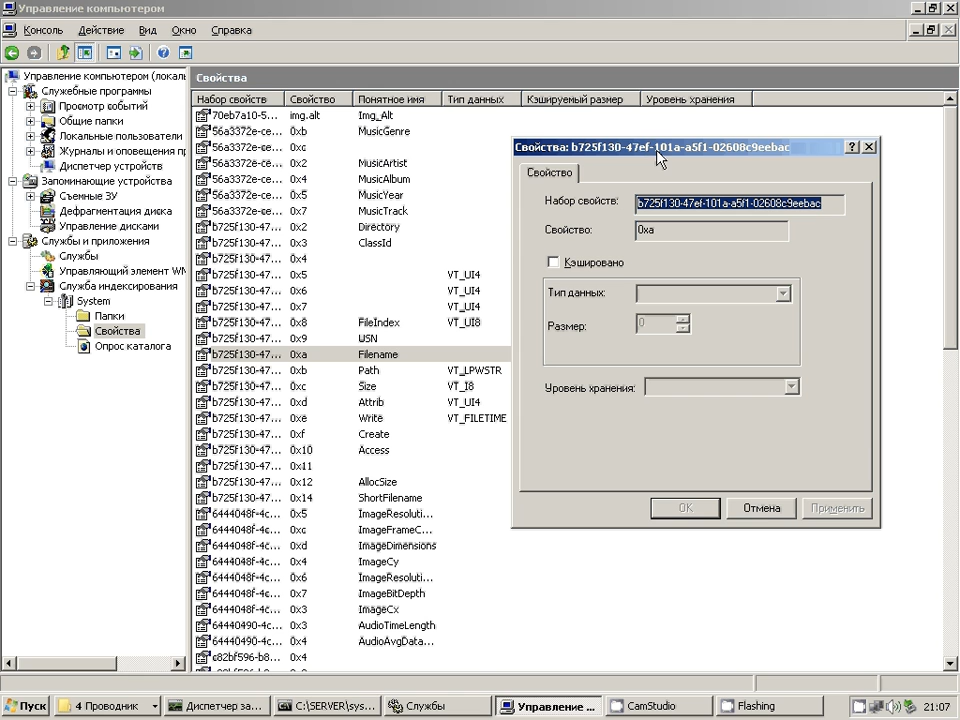 Управление компьютером
Консоль Действие Вид Окно Справка
Управление компьютером (локаль
Служебные программы
Просмотр событий
Общие папки
Локальные пользователи
Журналы и оповещения п
Диспетчер устройств
Запоминающие устройства
Съемные ЗУ
Дефрагментация диска
Управление дисками
Службы и приложения
Службы
Управляющий элемент WM
Служба индексирования
System
Папки
Свойства
Опрос каталога
Свойства
Набор свойств Свойство Понятное имя Тип данных Кэшируемый размер Уровень хранения
70eb7a10-5... img.alt Img_Alt
56a3372e-ce... 0xb MusicGenre
56a3372e-ce... 0xc
56a3372e-ce... 0x2 MusicArtist
56a3372e-ce... 0x4 MusicAlbum
56a3372e-ce... 0x5 MusicYear
56a3372e-ce... 0x7 MusicTrack
b725f130-47... 0x2 Directory
b725f130-47... 0x3 ClassId
b725f130-47... 0x4
b725f130-47... 0x5 VT_UI4
b725f130-47... 0x6 VT_UI4
b725f130-47... 0x7 VT_UI4
b725f130-47... 0x8 FileIndex VT_UI8
b725f130-47... 0x9 USN
b725f130-47... 0xa Filename
b725f130-47... 0xb Path VT_LPWSTR
b725f130-47... 0xc Size VT_I8
b725f130-47... 0xd Attrib VT_UI4
b725f130-47... 0xe Write VT_FILETIME
b725f130-47... 0xf Create
b725f130-47... 0x10 Access
b725f130-47... 0x11
b725f130-47... 0x12 AllocSize
b725f130-47... 0x14 ShortFilename
6444048f-4c... 0x5 ImageResoluti...
6444048f-4c... 0xc ImageFrameC...
6444048f-4c... 0xd ImageDimensions
6444048f-4c... 0x4 ImageCy
6444048f-4c... 0x6 ImageResoluti...
6444048f-4c... 0x7 ImageBitDepth
6444048f-4c... 0x3 ImageCx
64440490-4c... 0x3 AudioTimeLength
64440490-4c... 0x4 AudioAvgData...
e82bf596-b8... 0x4
Свойства: b725f130-47ef-101a-a5f1-02608c9eebac
Свойство
Набор свойств: b725f130-47ef-101a-a5f1-02608c9eebac
Свойство: 0xa
Кэшировано
Тип данных:
Размер: 0
Уровень хранения:
OK Отмена Применить
Пуск 4 Проводник Диспетчер за... C:\SERVER\sys... Службы Управление ... CamStudio Flashing 21:07